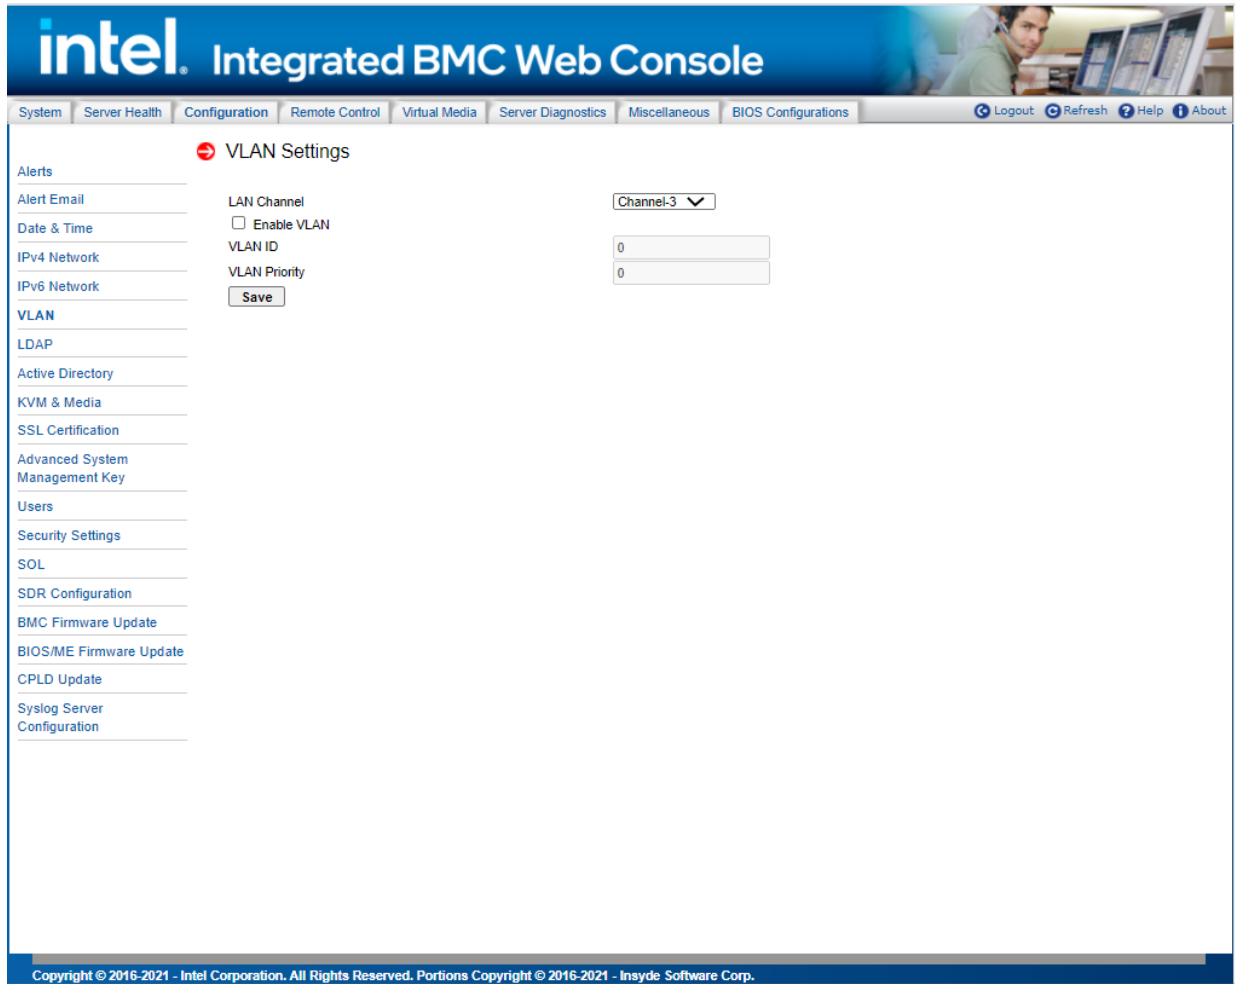 intel. Integrated BMC Web Console
System Server Health Configuration Remote Control Virtual Media Server Diagnostics Miscellaneous BIOS Configurations Logout Refresh Help About
VLAN Settings
Alerts
Alert Email
Date & Time
IPv4 Network
IPv6 Network
VLAN
LDAP
Active Directory
KVM & Media
SSL Certification
Advanced System
Management Key
Users
Security Settings
SOL
SDR Configuration
BMC Firmware Update
BIOS/ME Firmware Update
CPLD Update
Syslog Server
Configuration
LAN Channel Channel-3
Enable VLAN
VLAN ID 0
VLAN Priority 0
Save
Copyright © 2016-2021 - Intel Corporation. All Rights Reserved. Portions Copyright © 2016-2021 - Insyde Software Corp.